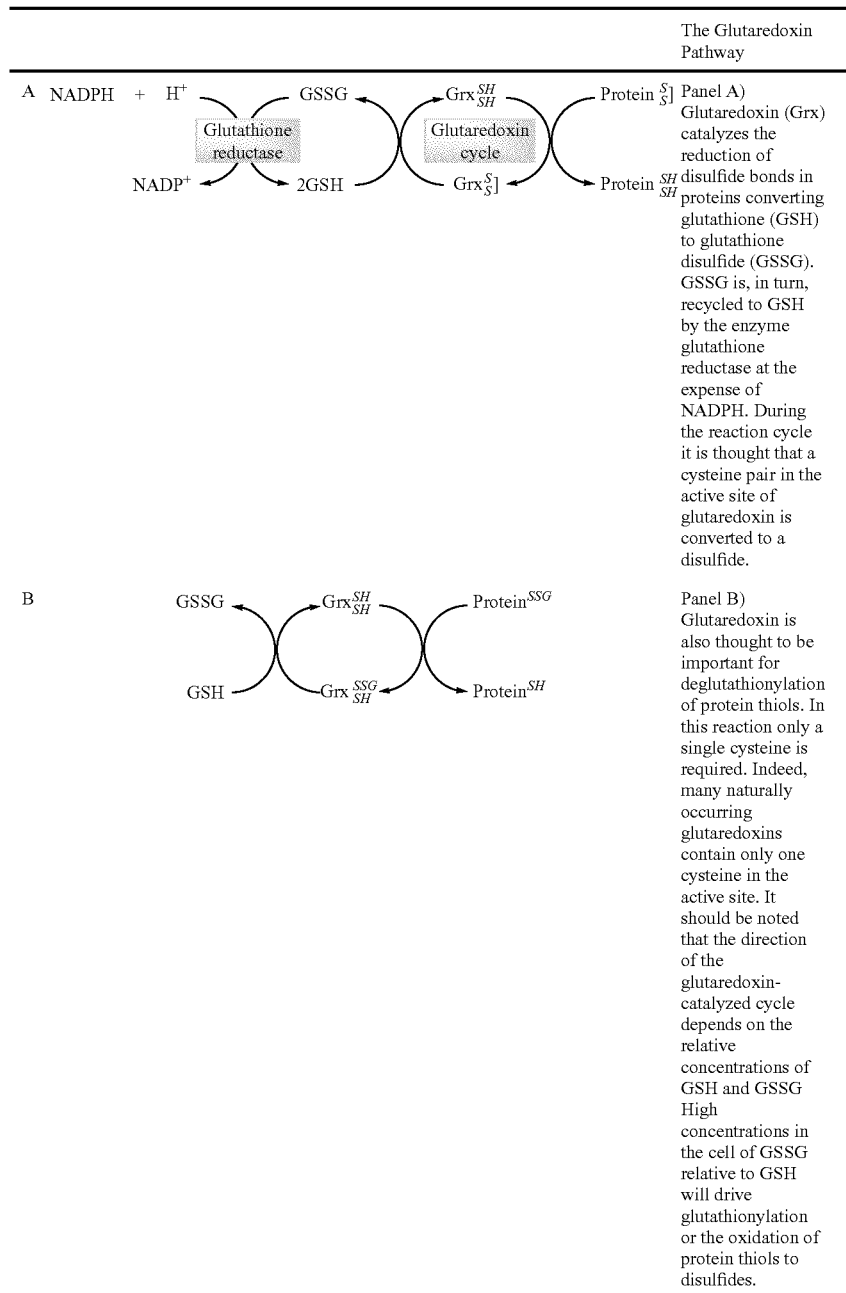 The Glutaredoxin
Pathway
A NADPH + H+ GSSG Grx SH SH Protein S S]
Glutathione reductase
Glutaredoxin cycle
NADP+ 2GSH Grx S S] Protein SH SH
Panel A)
Glutaredoxin (Grx)
catalyzes the
reduction of
disulfide bonds in
proteins converting
glutathione (GSH)
to glutathione
disulfide (GSSG).
GSSG is, in turn,
recycled to GSH
by the enzyme
glutathione
reductase at the
expense of
NADPH. During
the reaction cycle
it is thought that a
cysteine pair in the
active site of
glutaredoxin is
converted to a
disulfide.
B GSSG Grx SH SH Protein SSG
GSH Grx SSG SH Protein SH
Panel B)
Glutaredoxin is
also thought to be
important for
deglutathionylation
of protein thiols. In
this reaction only a
single cysteine is
required. Indeed,
many naturally
occurring
glutaredoxins
contain only one
cysteine in the
active site. It
should be noted
that the direction
of the
glutaredoxin-
catalyzed cycle
depends on the
relative
concentrations of
GSH and GSSG
High
concentrations in
the cell of GSSG
relative to GSH
will drive
glutathionylation
or the oxidation of
protein thiols to
disulfides.